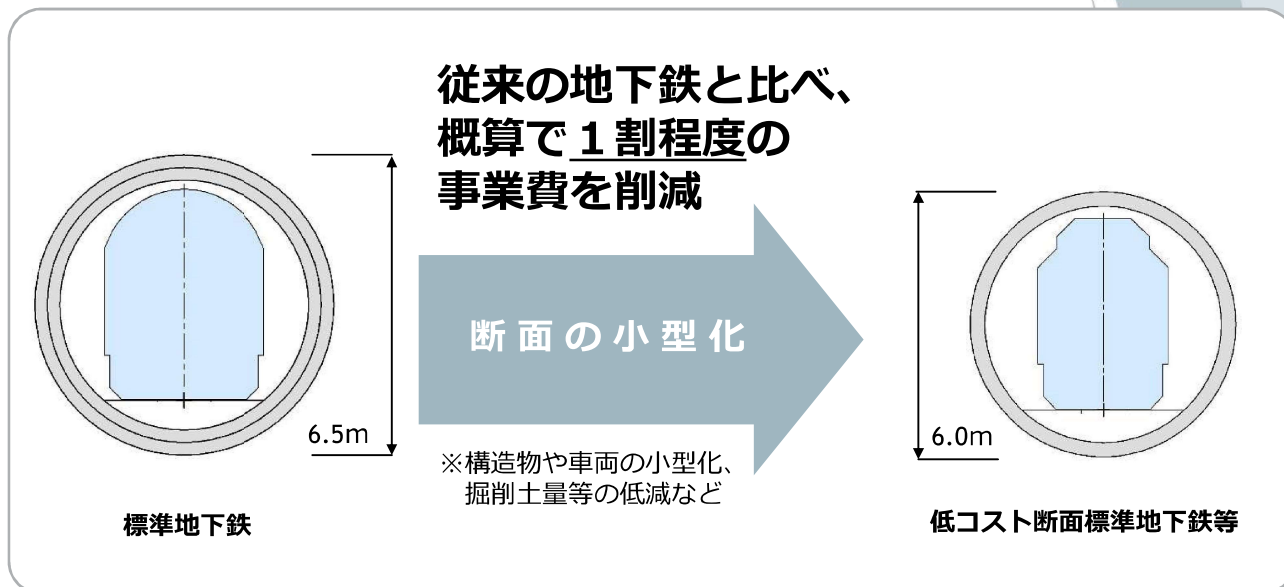 従来の地下鉄と比べ、
概算で１割程度の
事業費を削減
6.5m
標準地下鉄
断面の小型化
※構造物や車両の小型化、
掘削土量等の低減など
6.0m
低コスト断面標準地下鉄等